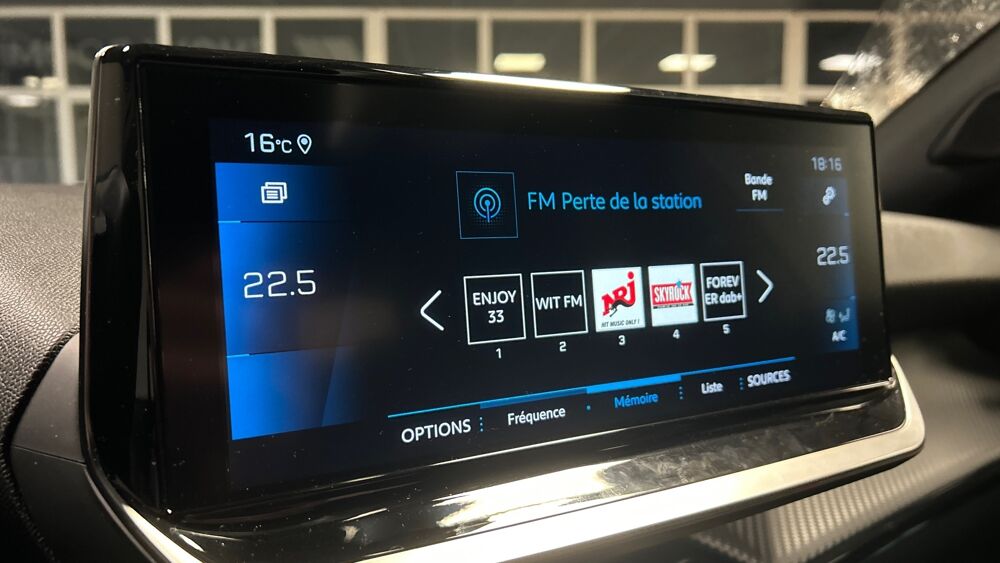 16°C
18:16
FM Perte de la station
Bande
FM
22.5
22.5
ENJOY
33
WIT FM
NRJ
HIT MUSIC ONLY !
SKYROCK
FOREV
ER dab+
1
2
3
4
5
A/C
OPTIONS
Fréquence
Mémoire
Liste
SOURCES